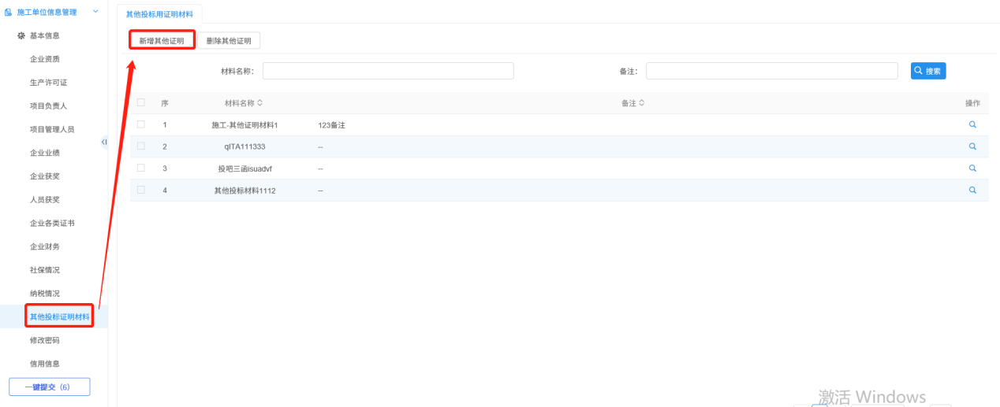 施工单位信息管理
其他投标用证明材料
基本信息
新增其他证明 删除其他证明
企业资质
材料名称: 备注: 搜索
生产许可证
项目负责人
序 材料名称 备注 操作
项目管理人员
1 施工-其他证明材料1 123备注
企业业绩
2 qITA111333 --
企业获奖
3 投吧三函isuadvf --
人员获奖
4 其他投标材料1112 --
企业各类证书
企业财务
社保情况
纳税情况
其他投标证明材料
修改密码
信用信息
一键提交（6）
激活 Windows